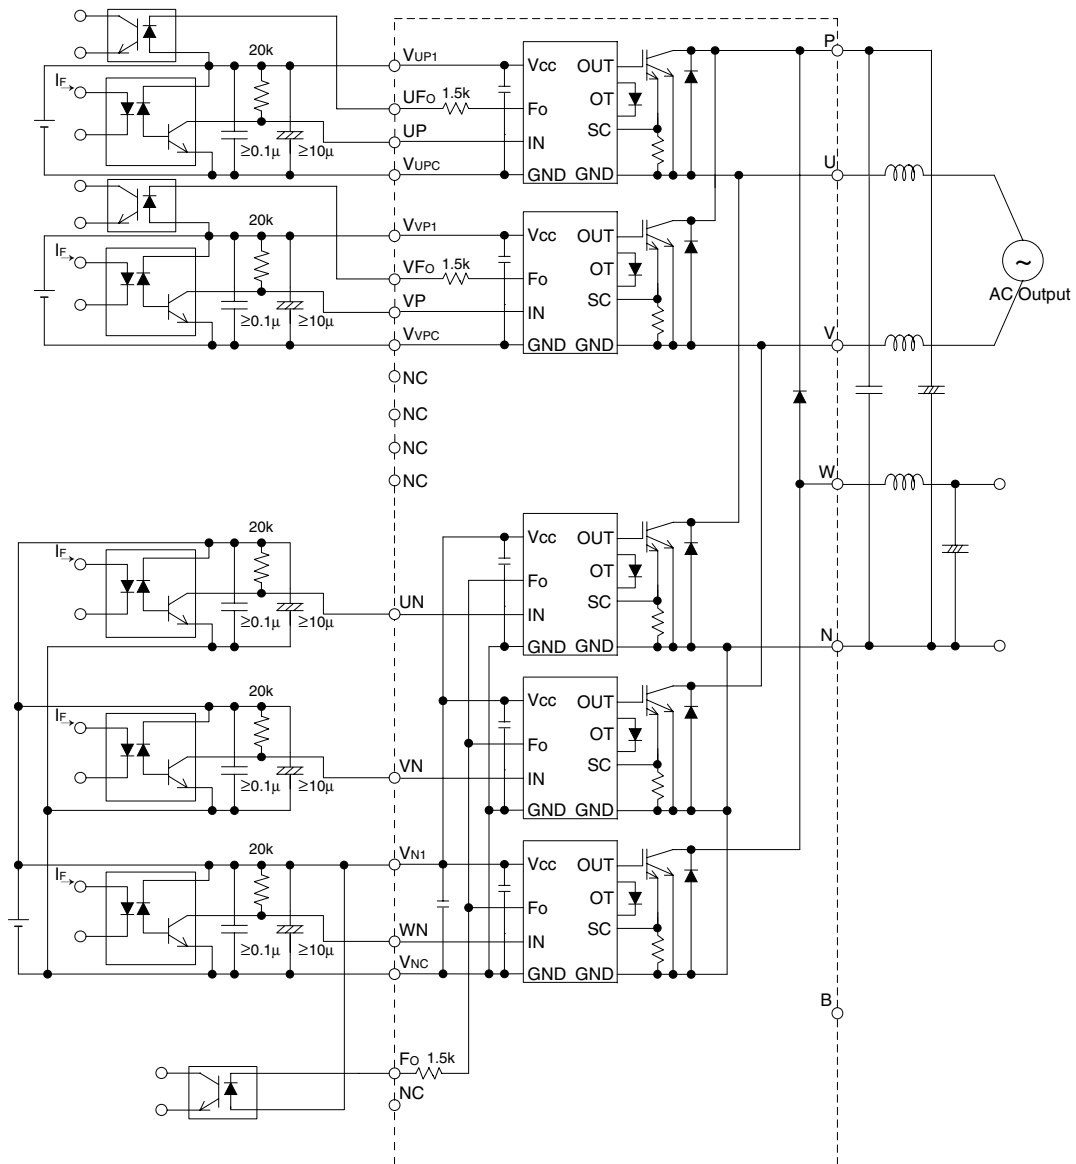 20k
IF
VUP1
UFO 1.5k
UP
VUPC
≥0.1µ
≥10µ
Vcc
Fo
IN
GND GND
OUT
OT
SC
P
U
20k
IF
VVP1
VFO 1.5k
VP
VVPC
≥0.1µ
≥10µ
Vcc
Fo
IN
GND GND
OUT
OT
SC
V
~
AC Output
NC
NC
NC
NC
W
20k
IF
UN
≥0.1µ
≥10µ
Vcc
Fo
IN
GND GND
OUT
OT
SC
N
20k
IF
VN
≥0.1µ
≥10µ
Vcc
Fo
IN
GND GND
OUT
OT
SC
20k
IF
VN1
WN
VNC
≥0.1µ
≥10µ
Vcc
Fo
IN
GND GND
OUT
OT
SC
B
FO 1.5k
NC